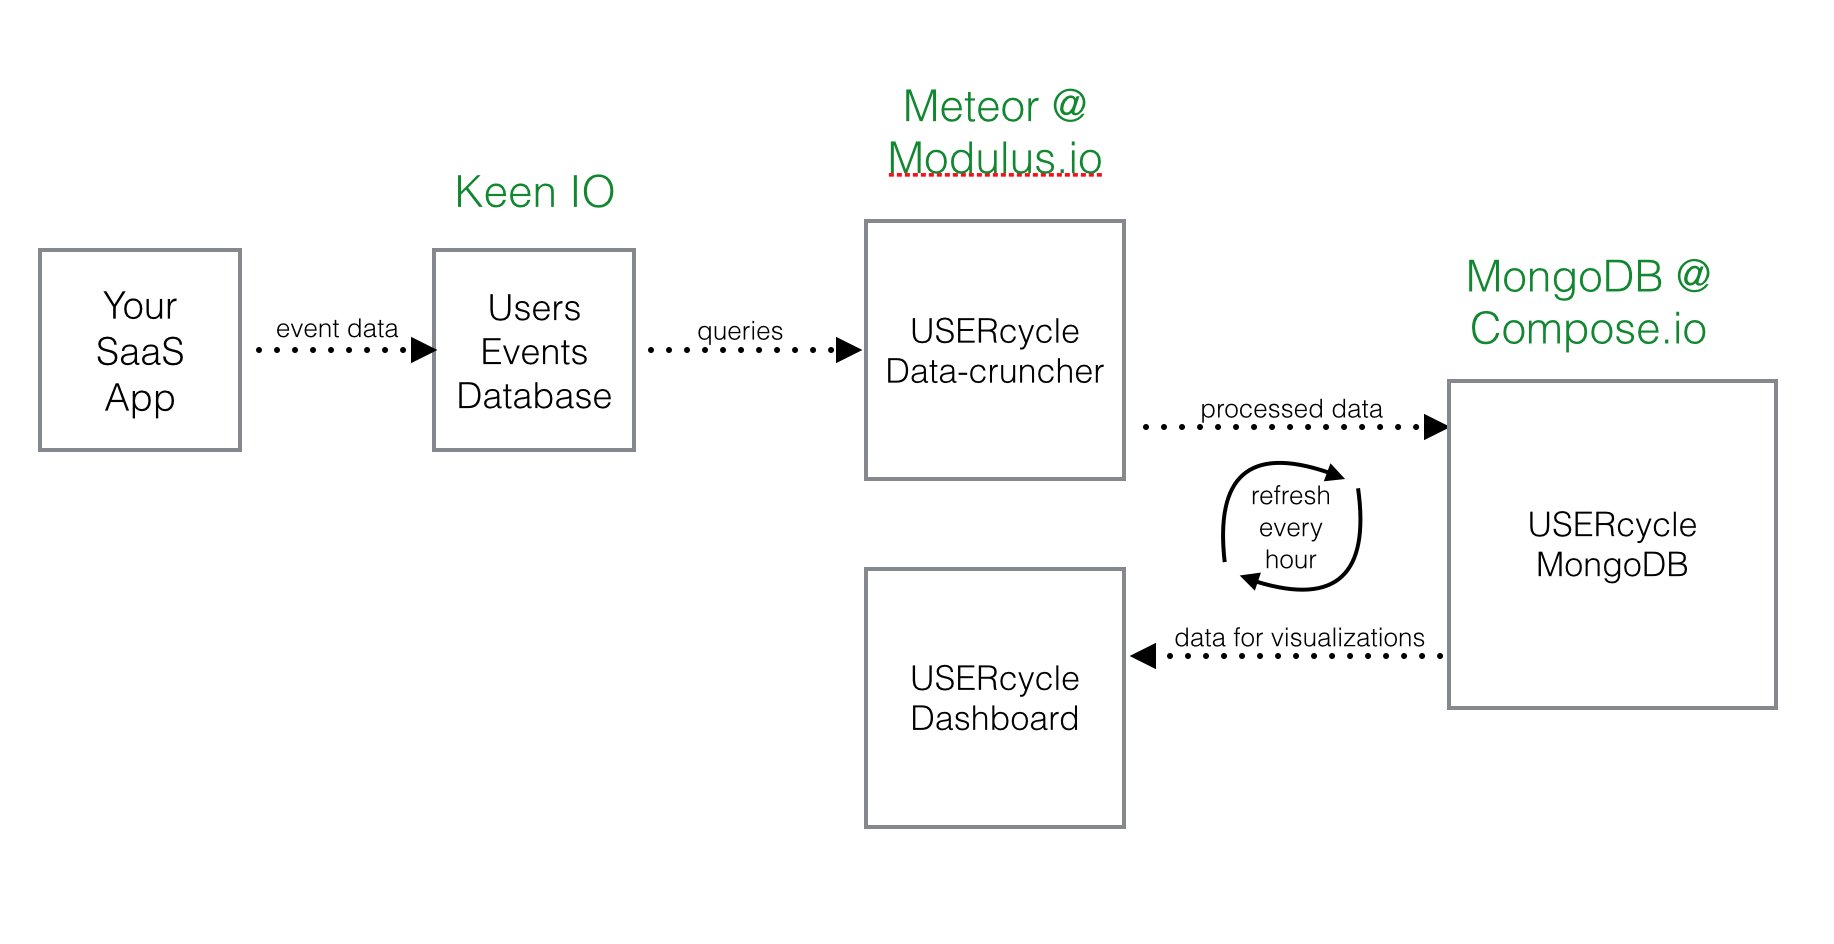 Meteor @
Modulus.io
Keen IO
MongoDB @
Compose.io
Your
SaaS
App
event data
Users
Events
Database
queries
USERcycle
Data-cruncher
processed data
refresh
every
hour
USERcycle
MongoDB
data for visualizations
USERcycle
Dashboard